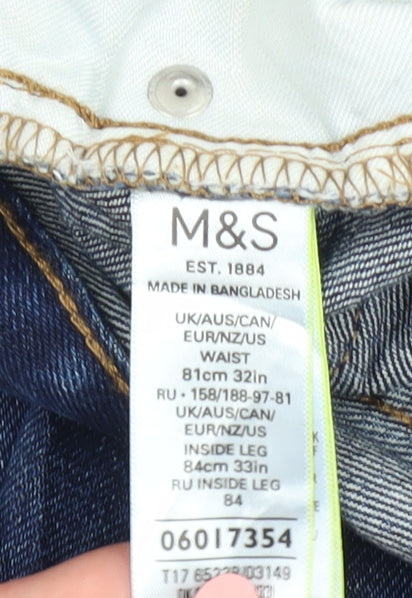 M&S
EST. 1884
MADE IN BANGLADESH
UK/AUS/CAN/
EUR/NZ/US
WAIST
81cm 32in
RU • 158/188-97-81
UK/AUS/CAN/
EUR/NZ/US
INSIDE LEG
84cm 33in
RU INSIDE LEG
84
06017354
T17